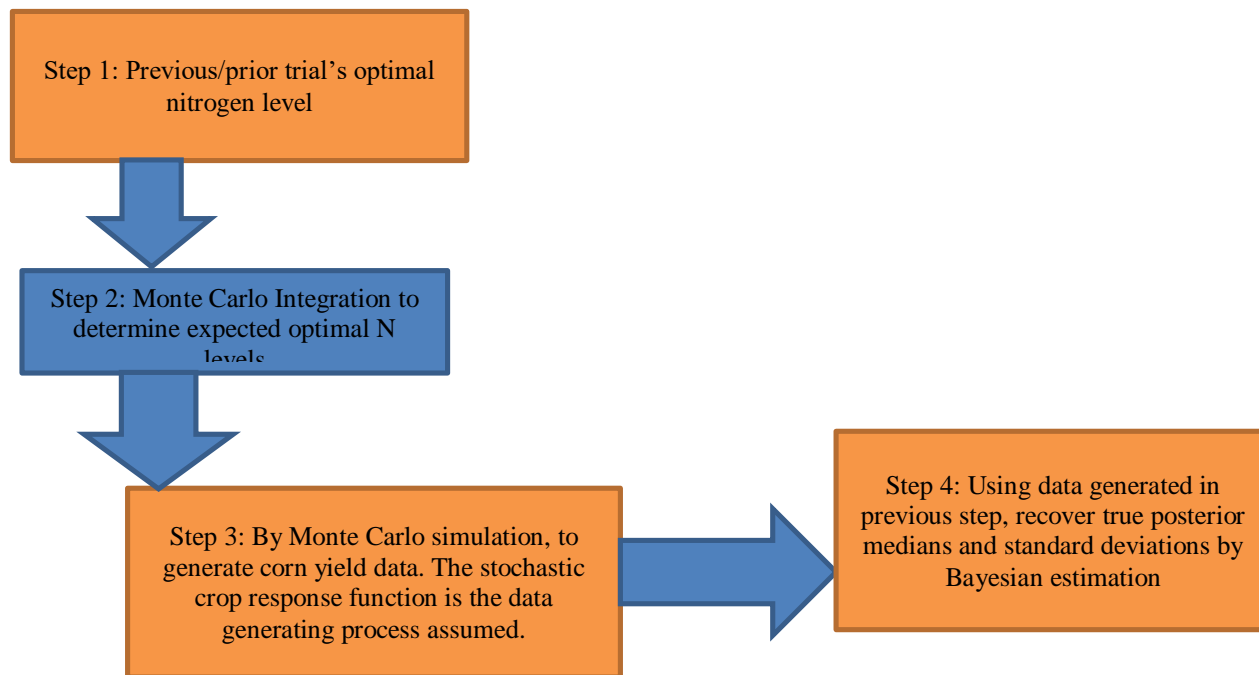 Step 1: Previous/prior trial’s optimal
nitrogen level
Step 2: Monte Carlo Integration to
determine expected optimal N
levels
Step 3: By Monte Carlo simulation, to
generate corn yield data. The stochastic
crop response function is the data
generating process assumed.
Step 4: Using data generated in
previous step, recover true posterior
medians and standard deviations by
Bayesian estimation